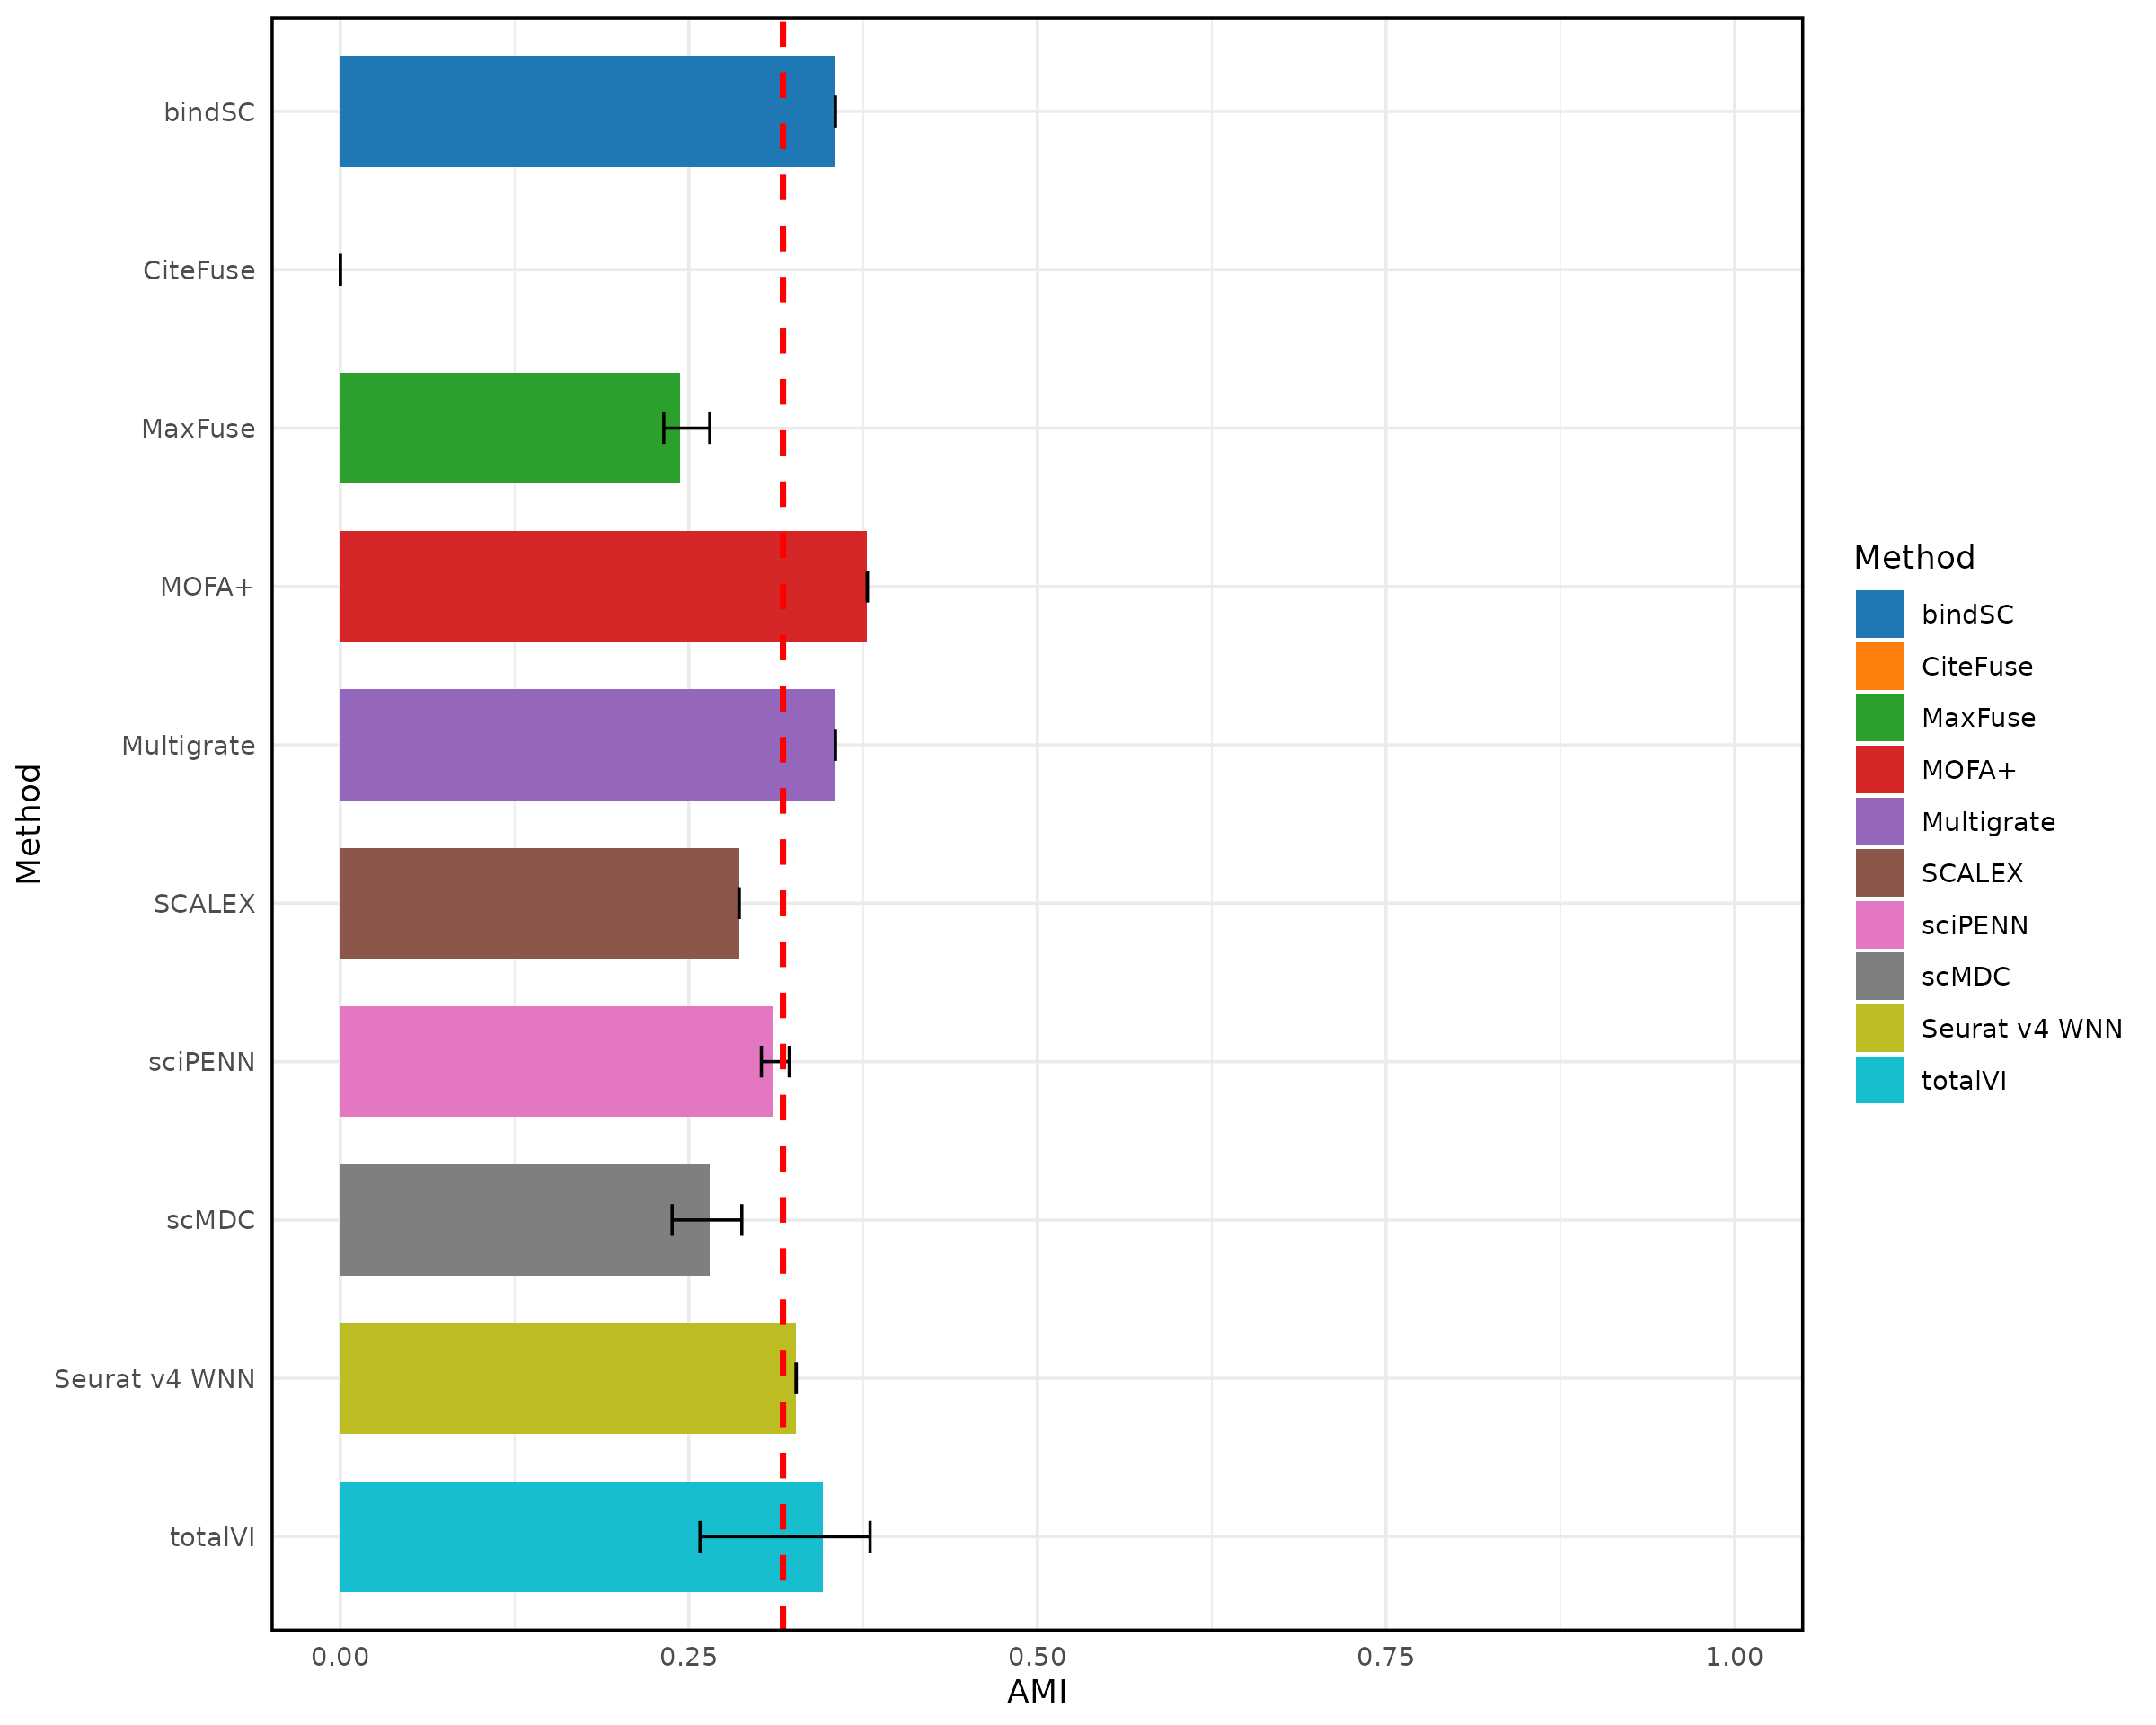 bindSC
CiteFuse
MaxFuse
MOFA+
Multigrate
SCALEX
sciPENN
scMDC
Seurat v4 WNN
totalVI
Method
0.00 0.25 0.50 0.75 1.00
AMI
Method
bindSC
CiteFuse
MaxFuse
MOFA+
Multigrate
SCALEX
sciPENN
scMDC
Seurat v4 WNN
totalVI